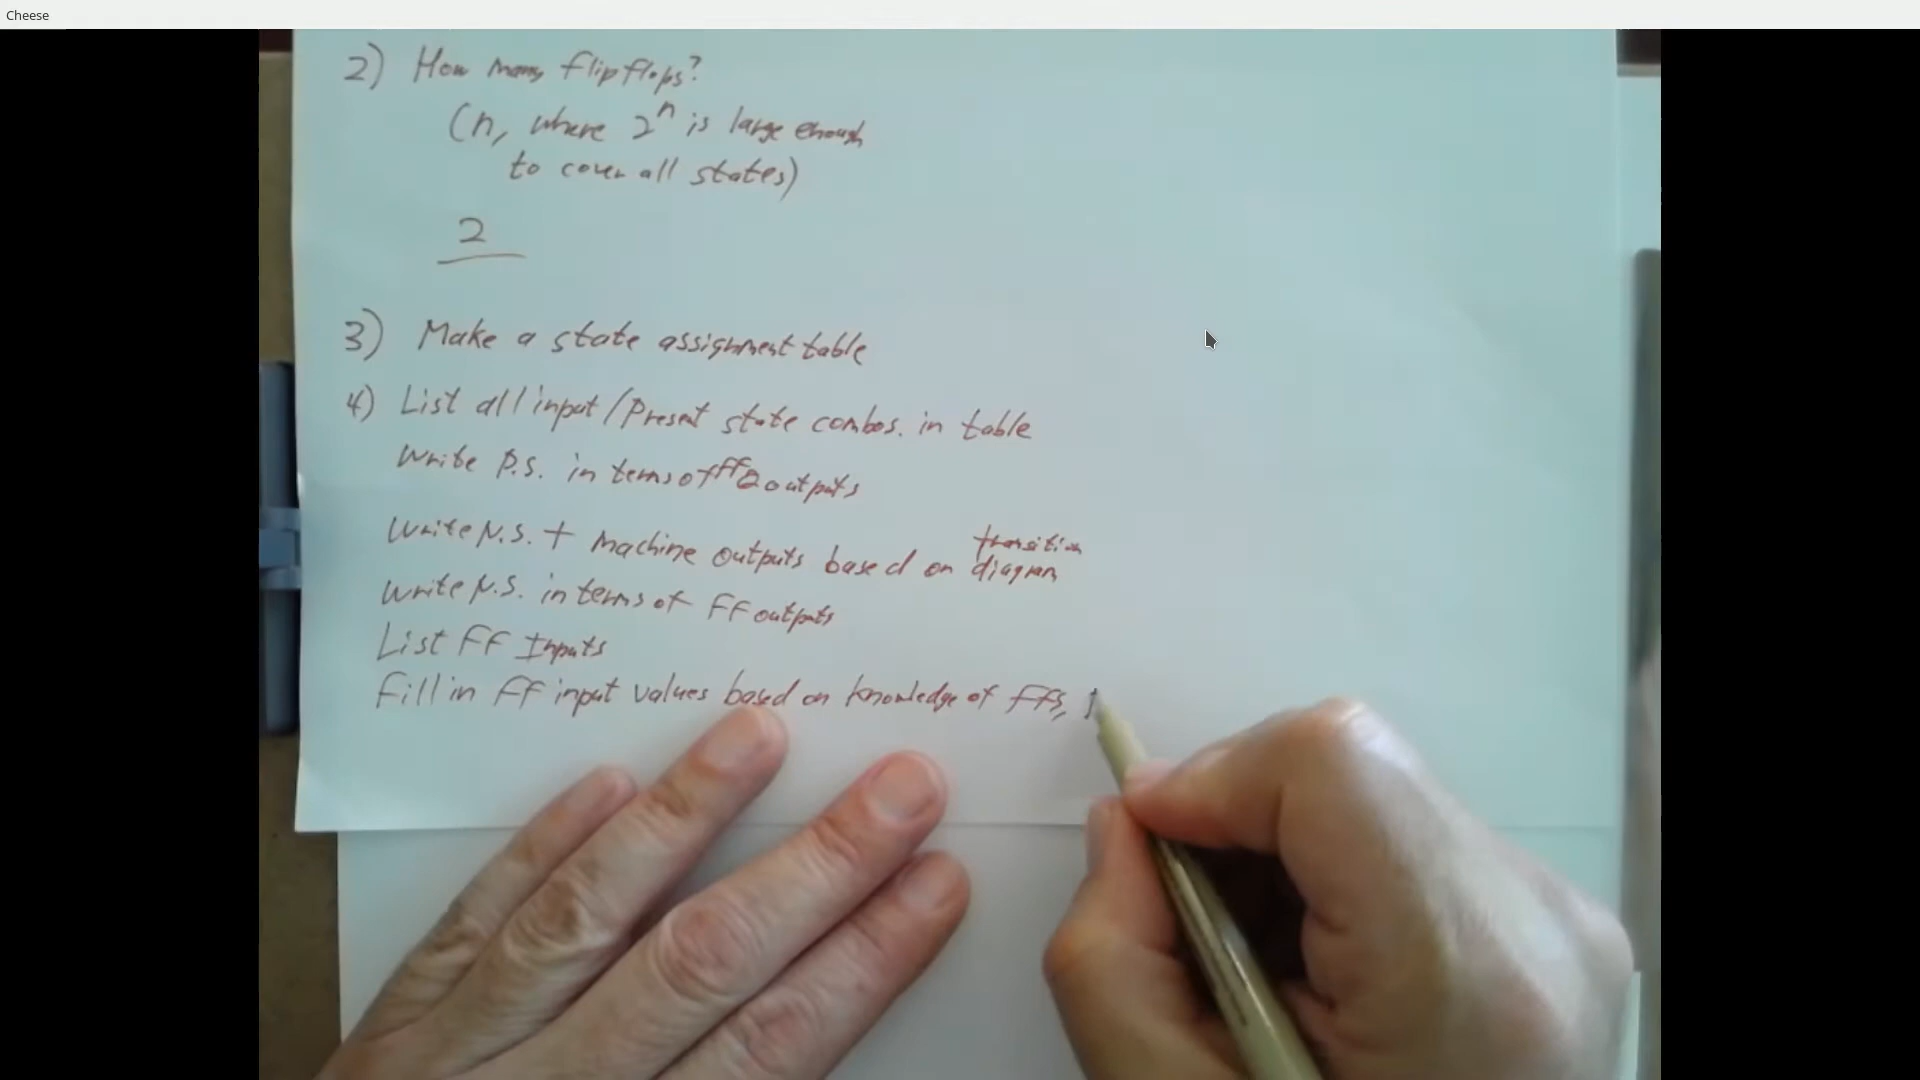 Cheese
2) How many flipflops?
(n, where 2^n is large enough
to cover all states)
2
3) Make a state assignment table
4) List all input/Present state combos. in table
Write P.S. in terms of ff Q outputs
Write N.S. + Machine outputs based on transition diagram
Write N.S. in terms of FF outputs
List FF Inputs
Fill in FF input values based on knowledge of ffs,